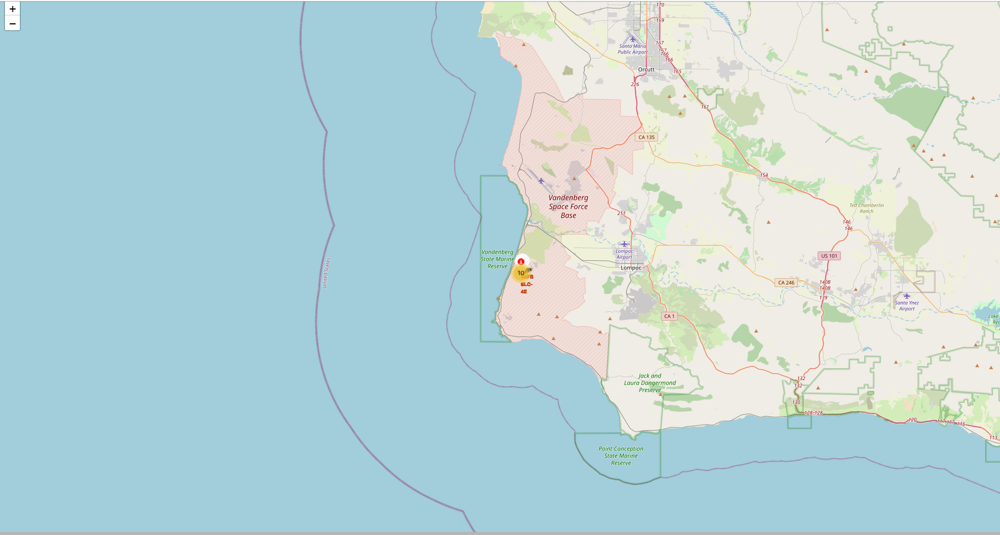 +
−
170
169
167
167
166
166
165
Santa Maria
Public Airport
Orcutt
226
161
CA 135
154
Vandenberg
Space Force
Base
211
Ted Chamberlin
Ranch
146
146
Lompoc
Airport
Lompoc
US 101
Vandenberg
State Marine
Reserve
10
VAFB
SLC-
4E
United States
CA 246
140B
140B
139
Santa Ynez
Airport
CA 1
Lake
Rec
Jack and
Laura Dangermond
Preserve
132
132
130
128 128
120
117 117 116
113
Point Conception
State Marine
Reserve